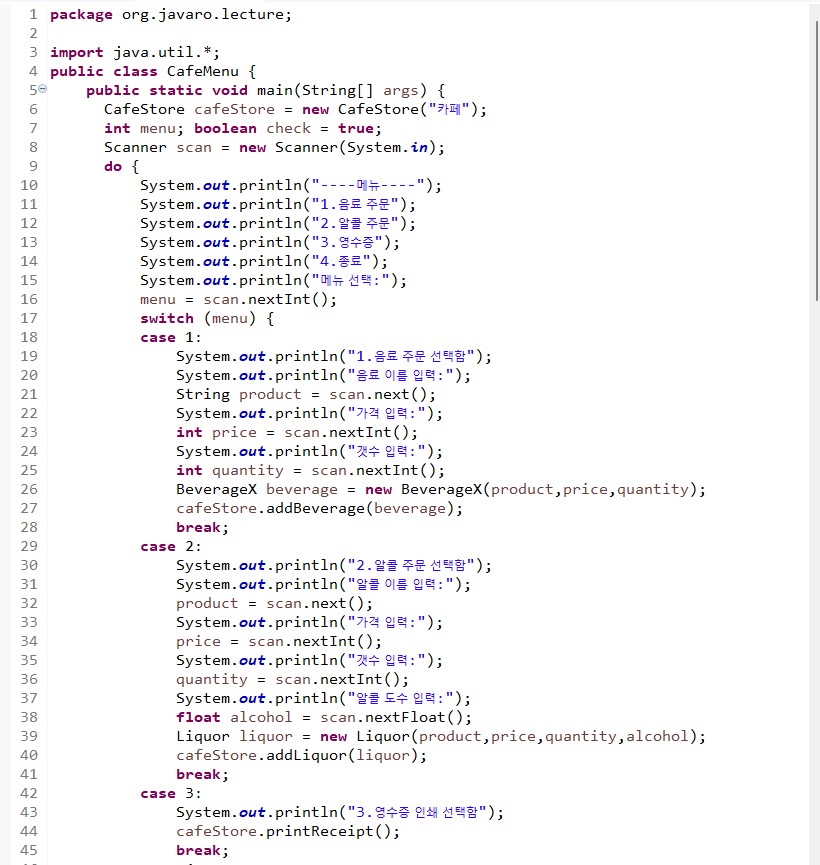 1 package org.javaro.lecture;
2
3 import java.util.*;
4 public class CafeMenu {
5 public static void main(String[] args) {
6 CafeStore cafeStore = new CafeStore("카페");
7 int menu; boolean check = true;
8 Scanner scan = new Scanner(System.in);
9 do {
10 System.out.println("----메뉴----");
11 System.out.println("1.음료 주문");
12 System.out.println("2.알콜 주문");
13 System.out.println("3.영수증");
14 System.out.println("4.종료");
15 System.out.println("메뉴 선택:");
16 menu = scan.nextInt();
17 switch (menu) {
18 case 1:
19 System.out.println("1.음료 주문 선택함");
20 System.out.println("음료 이름 입력:");
21 String product = scan.next();
22 System.out.println("가격 입력:");
23 int price = scan.nextInt();
24 System.out.println("갯수 입력:");
25 int quantity = scan.nextInt();
26 BeverageX beverage = new BeverageX(product,price,quantity);
27 cafeStore.addBeverage(beverage);
28 break;
29 case 2:
30 System.out.println("2.알콜 주문 선택함");
31 System.out.println("알콜 이름 입력:");
32 product = scan.next();
33 System.out.println("가격 입력:");
34 price = scan.nextInt();
35 System.out.println("갯수 입력:");
36 quantity = scan.nextInt();
37 System.out.println("알콜 도수 입력:");
38 float alcohol = scan.nextFloat();
39 Liquor liquor = new Liquor(product,price,quantity,alcohol);
40 cafeStore.addLiquor(liquor);
41 break;
42 case 3:
43 System.out.println("3.영수증 인쇄 선택함");
44 cafeStore.printReceipt();
45 break;